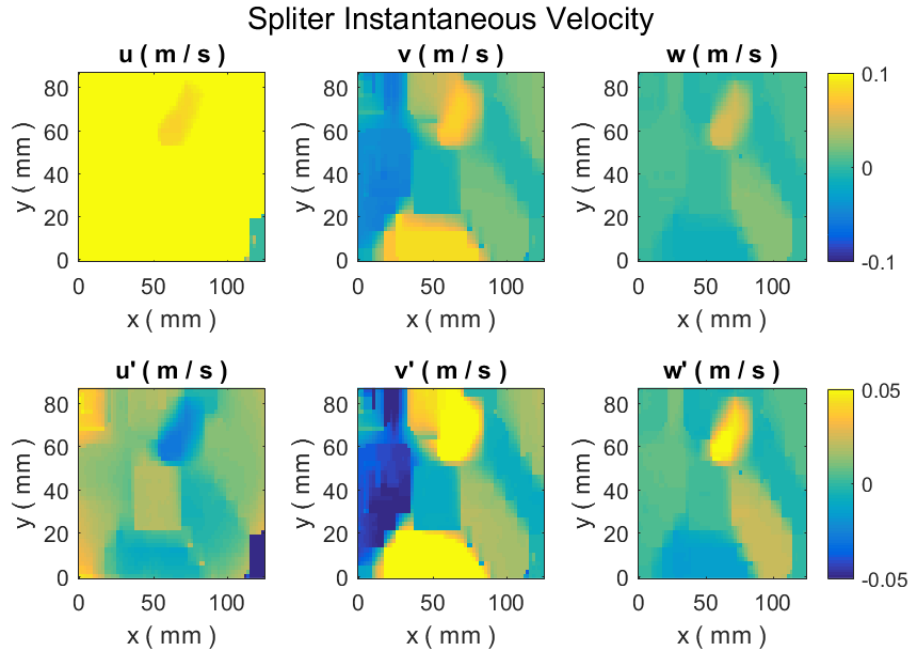 Spliter Instantaneous Velocity
u ( m / s )
v ( m / s )
w ( m / s )
80
60
40
20
0
y ( mm )
0 50 100
x ( mm )
80
60
40
20
0
y ( mm )
0 50 100
x ( mm )
80
60
40
20
0
y ( mm )
0 50 100
x ( mm )
0.1
0
-0.1
u' ( m / s )
v' ( m / s )
w' ( m / s )
80
60
40
20
0
y ( mm )
0 50 100
x ( mm )
80
60
40
20
0
y ( mm )
0 50 100
x ( mm )
80
60
40
20
0
y ( mm )
0 50 100
x ( mm )
0.05
0
-0.05